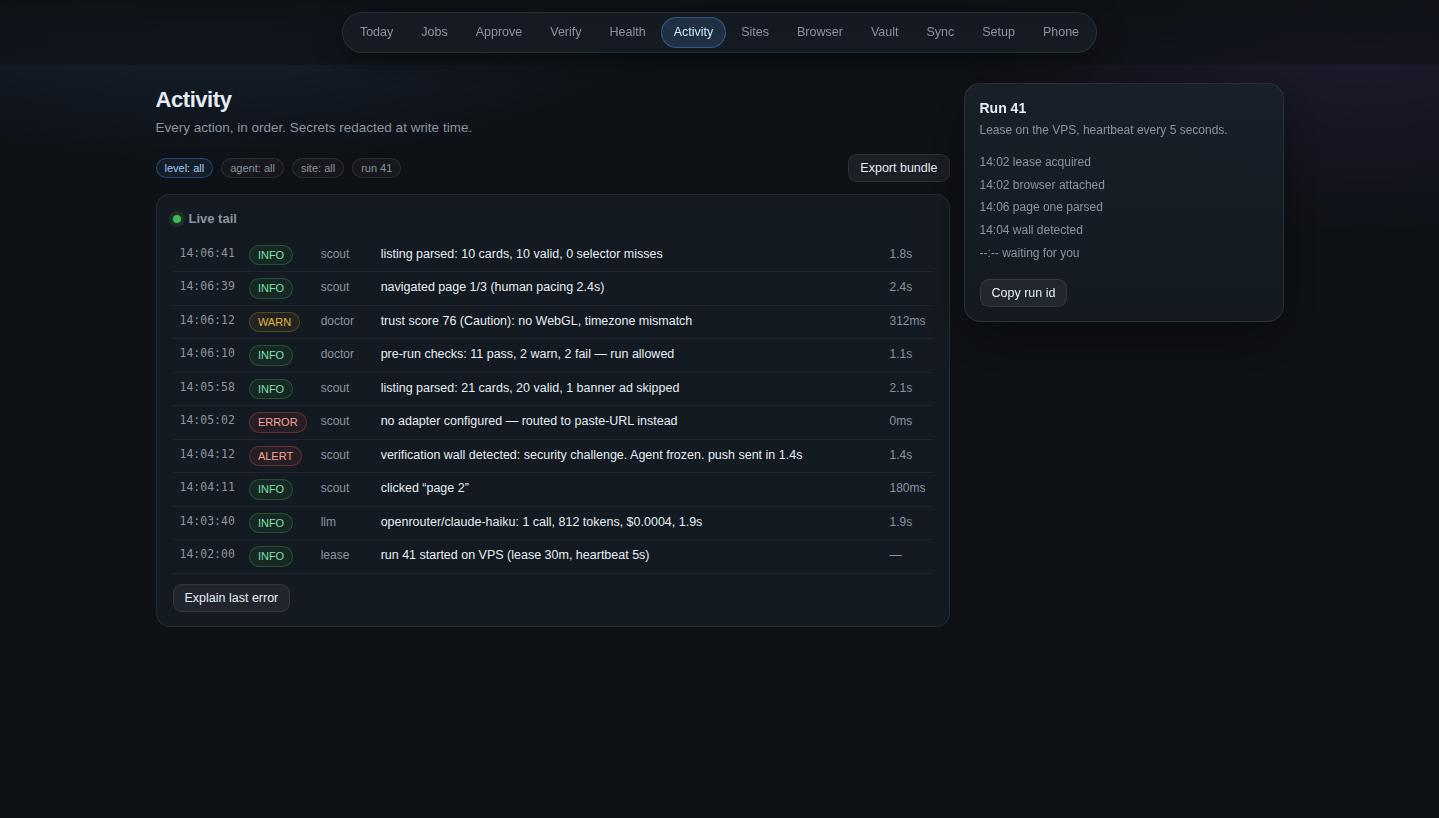 Today Jobs Approve Verify Health Activity Sites Browser Vault Sync Setup Phone
Activity
Every action, in order. Secrets redacted at write time.
level: all agent: all site: all run 41 Export bundle
Live tail
14:06:41 INFO scout listing parsed: 10 cards, 10 valid, 0 selector misses 1.8s
14:06:39 INFO scout navigated page 1/3 (human pacing 2.4s) 2.4s
14:06:12 WARN doctor trust score 76 (Caution): no WebGL, timezone mismatch 312ms
14:06:10 INFO doctor pre-run checks: 11 pass, 2 warn, 2 fail — run allowed 1.1s
14:05:58 INFO scout listing parsed: 21 cards, 20 valid, 1 banner ad skipped 2.1s
14:05:02 ERROR scout no adapter configured — routed to paste-URL instead 0ms
14:04:12 ALERT scout verification wall detected: security challenge. Agent frozen. push sent in 1.4s 1.4s
14:04:11 INFO scout clicked “page 2” 180ms
14:03:40 INFO llm openrouter/claude-haiku: 1 call, 812 tokens, $0.0004, 1.9s 1.9s
14:02:00 INFO lease run 41 started on VPS (lease 30m, heartbeat 5s) —
Explain last error
Run 41
Lease on the VPS, heartbeat every 5 seconds.
14:02 lease acquired
14:02 browser attached
14:06 page one parsed
14:04 wall detected
--:-- waiting for you
Copy run id